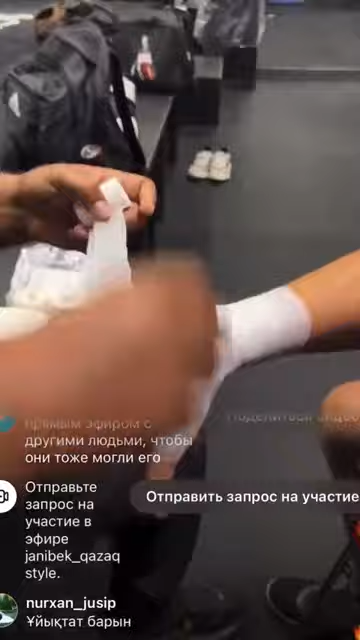 прямым эфиром с
другими людьми, чтобы
они тоже могли его
Поделиться видео
Отправьте
запрос на
участие в
эфире
janibek_qazaq
style.
Отправить запрос на участие
nurxan_jusip
Ұйықтат барын